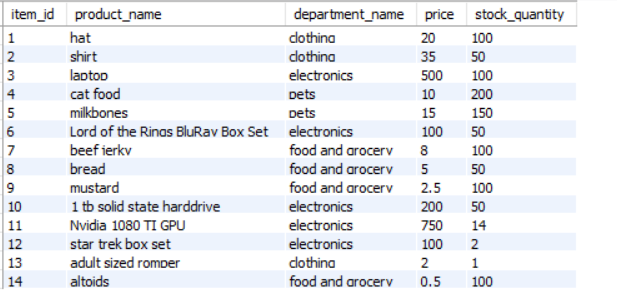 item_id product_name department_name price stock_quantity
1 hat clothing 20 100
2 shirt clothing 35 50
3 laptop electronics 500 100
4 cat food pets 10 200
5 milkbones pets 15 150
6 Lord of the Rings BluRay Box Set electronics 100 50
7 beef jerky food and grocery 8 100
8 bread food and grocery 5 50
9 mustard food and grocery 2.5 100
10 1 tb solid state harddrive electronics 200 50
11 Nvidia 1080 TI GPU electronics 750 14
12 star trek box set electronics 100 2
13 adult sized romper clothing 2 1
14 altoids food and grocery 0.5 100